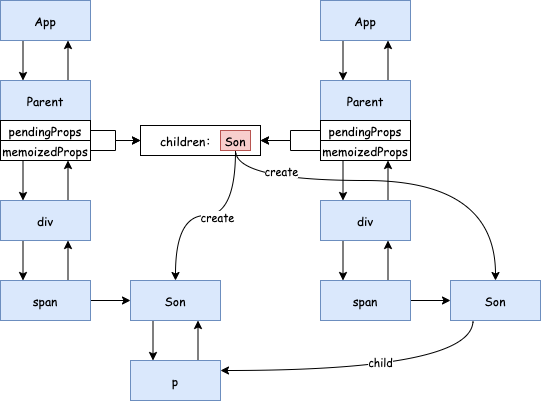 App
App
Parent
Parent
pendingProps
pendingProps
children: Son
memoizedProps
memoizedProps
create
create
div
div
span
Son
span
Son
child
p